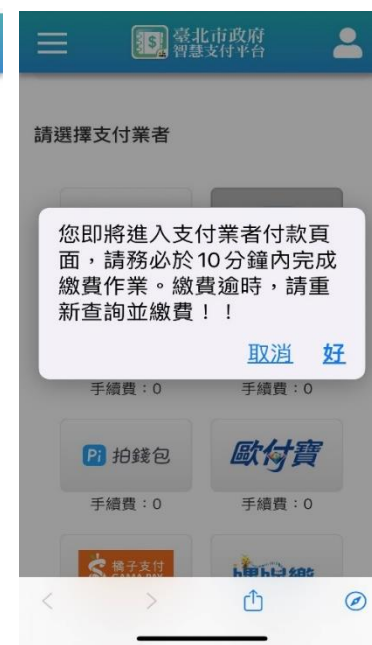 臺北市政府
智慧支付平台
請選擇支付業者
您即將進入支付業者付款頁
面，請務必於10分鐘內完成
繳費作業。繳費逾時，請重
新查詢並繳費！！
取消 好
手續費：0 手續費：0
Pi 拍錢包 歐付寶
手續費：0 手續費：0
橘子支付
GAMA PAY